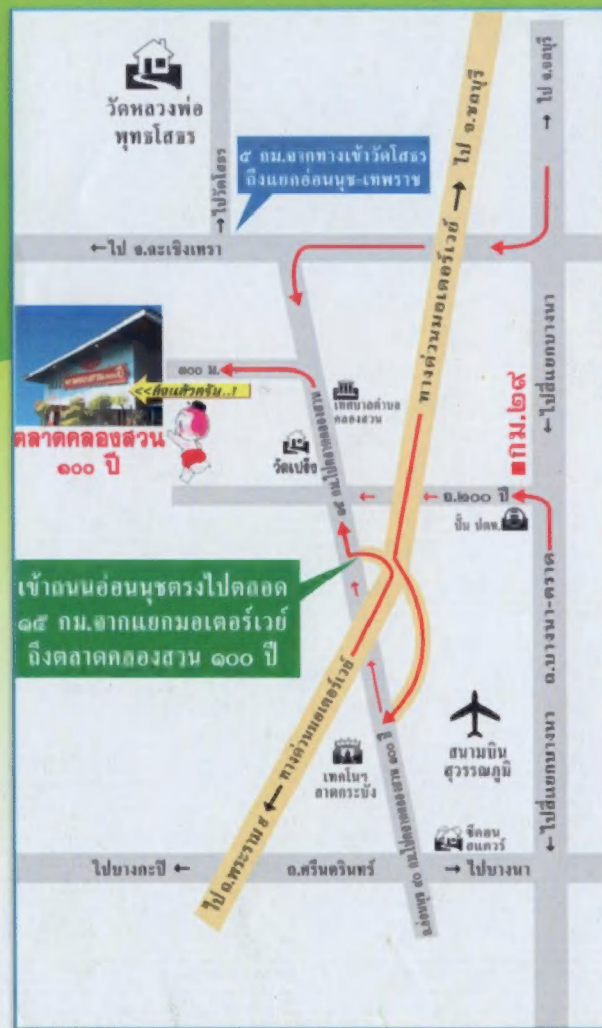 วัดหลวงพ่อ
พุทธโสธร
→ไปวัดโสธร
๕ กม.จากทางเข้าวัดโสธร
ถึงแยกอ่อนนุช-เทพราช
ไป จ.ชลบุรี
→ ไป จ.ชลบุรี
←ไป จ.ฉะเชิงเทรา
ทางด่วนมอเตอร์เวย์ →
๑๐๐ ม.
<<ถึงแล้วครับ..!
ตลาดคลองสวน
๑๐๐ ปี
เทศบาลตำบล
คลองสวน
วัดเปร็ง
กม.๒๙
←ไปสี่แยกบางนา
ถ.๒๐๐ ปี
ปั๊ม ปตท.
เข้าถนนอ่อนนุชตรงไปตลอด
๑๕ กม.จากแยกมอเตอร์เวย์
ถึงตลาดคลองสวน ๑๐๐ ปี
ถ.บางนา-ตราด
ทางด่วนมอเตอร์เวย์
สนามบิน
สุวรรณภูมิ
เทคโนฯ
ลาดกระบัง
←ไปสี่แยกบางนา
ซีคอน
สแควร์
ไปบางกะปิ ←
ไป ถ.พระราม ๙ ←
ถ.ศรีนครินทร์
→ ไปบางนา